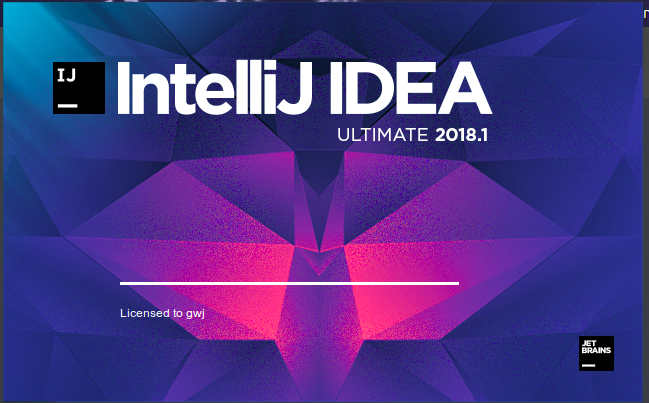 IJ
IntelliJ IDEA
ULTIMATE 2018.1
Licensed to gwj
JET
BRAINS